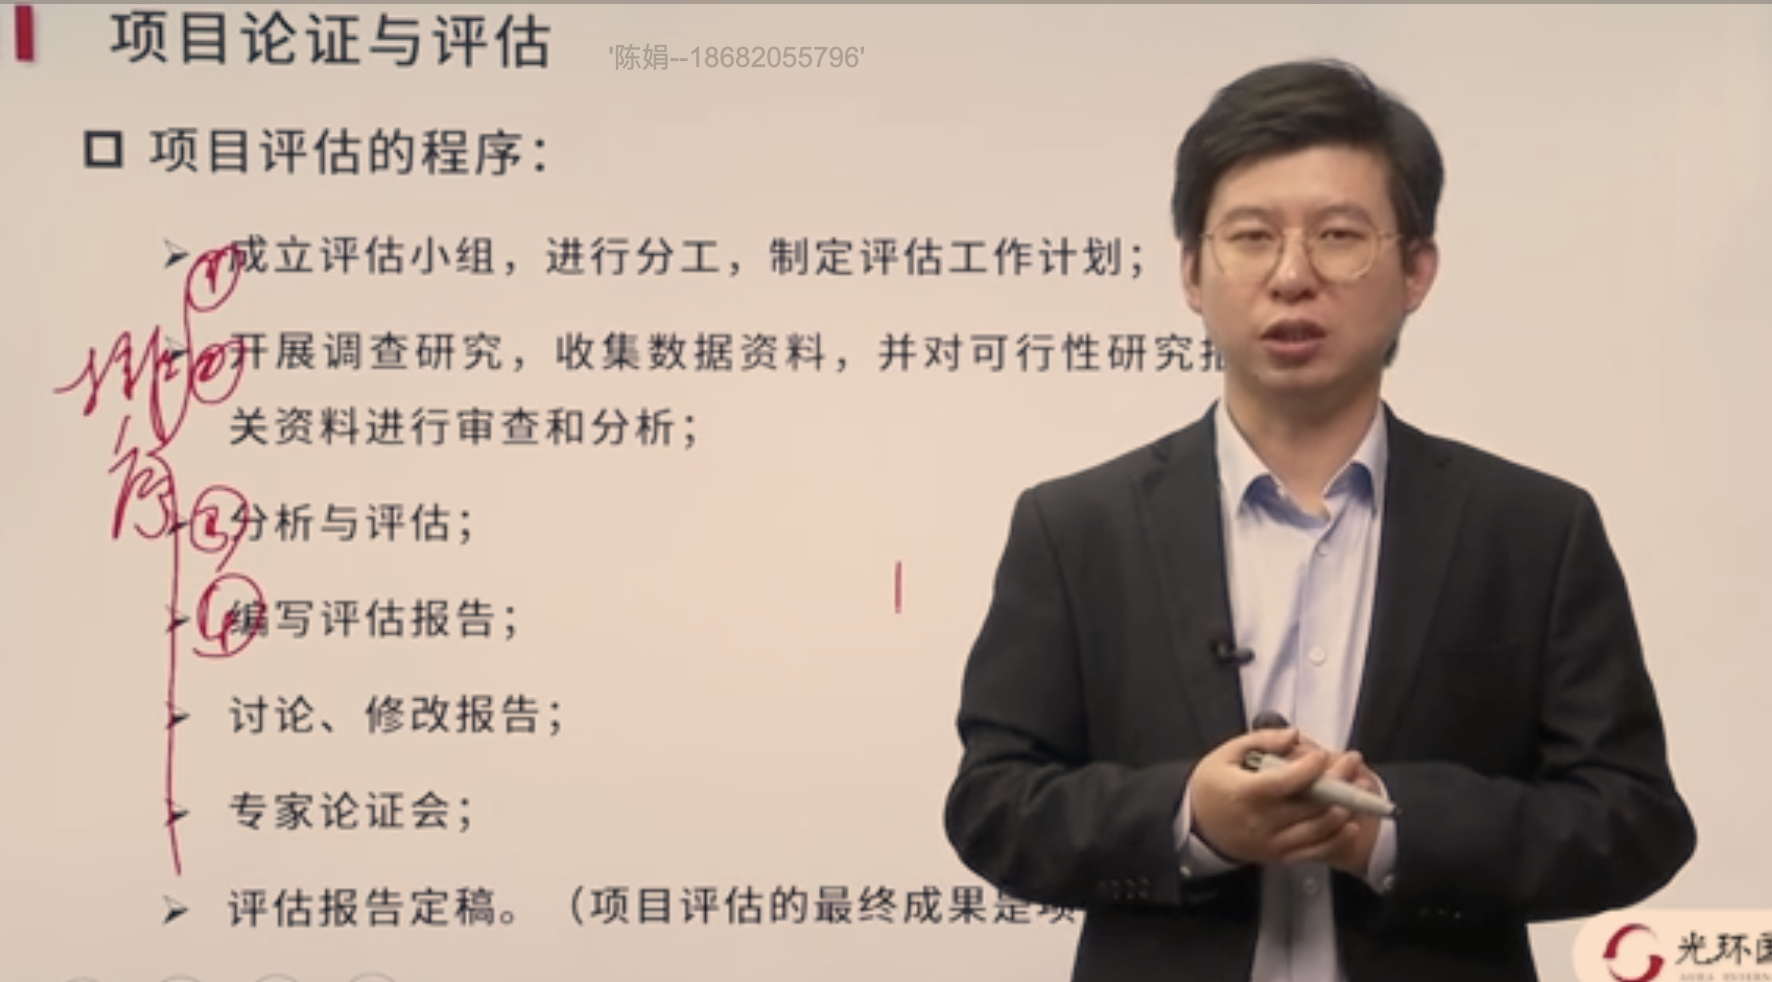 项目论证与评估
'陈娟--18682055796'
项目评估的程序：
成立评估小组，进行分工，制定评估工作计划；
开展调查研究，收集数据资料，并对可行性研究
关资料进行审查和分析；
分析与评估；
编写评估报告；
讨论、修改报告；
专家论证会；
评估报告定稿。（项目评估的最终成果是项
排
序
①
②
③
④
光环